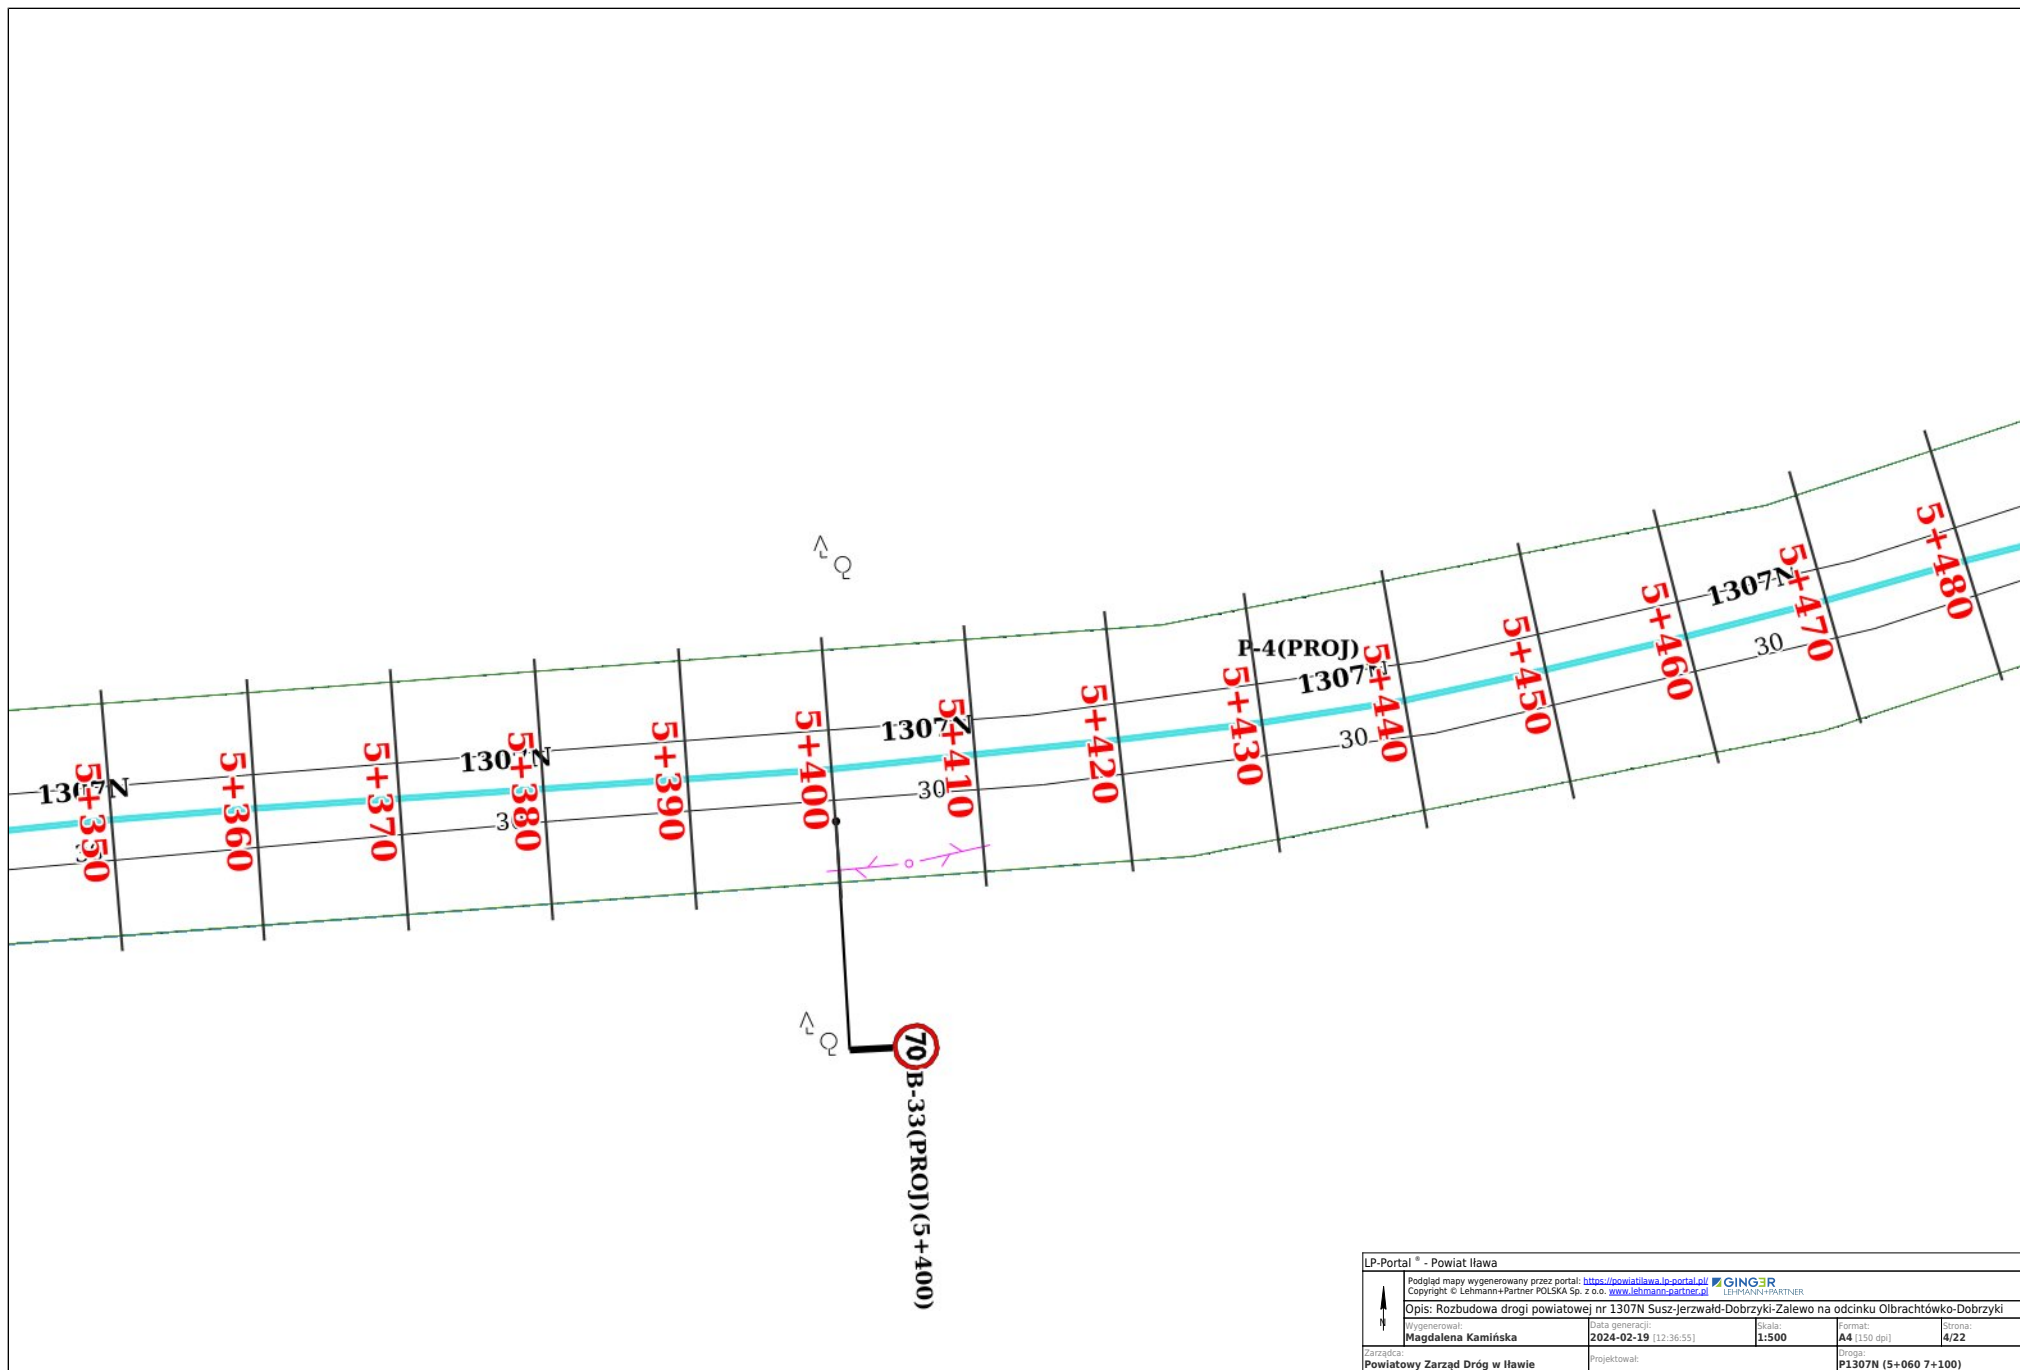 1307N
5+350
5+360
5+370
1307N
5+380
30
5+390
5+400
1307N
5+410
30
5+420
P-4(PROJ)
5+430
1307N
5+440
30
5+450
5+460
1307N
5+470
30
5+480
70
B-33(PROJ)(5+400)
LP-Portal ® - Powiat Iława
Podgląd mapy wygenerowany przez portal: https://powiatilawa.lp-portal.pl/
Copyright © Lehmann+Partner POLSKA Sp. z o.o. www.lehmann-partner.pl
GINGER
LEHMANN+PARTNER
N
Opis: Rozbudowa drogi powiatowej nr 1307N Susz-Jerzwałd-Dobrzyki-Zalewo na odcinku Olbrachtówko-Dobrzyki
Wygenerował:
Magdalena Kamińska
Data generacji:
2024-02-19 [12:36:55]
Skala:
1:500
Format:
A4 [150 dpi]
Strona:
4/22
Zarządca:
Powiatowy Zarząd Dróg w Iławie
Projektował:
Droga:
P1307N (5+060 7+100)